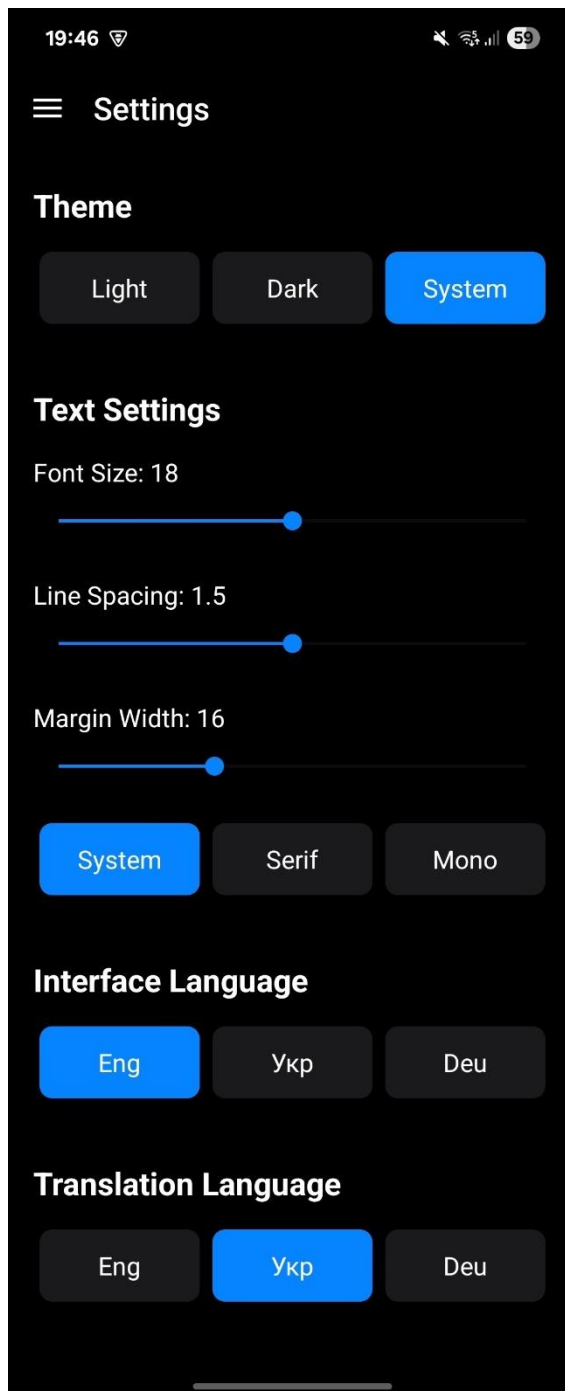 19:46 59
Settings
Theme
Light Dark System
Text Settings
Font Size: 18
Line Spacing: 1.5
Margin Width: 16
System Serif Mono
Interface Language
Eng Укр Deu
Translation Language
Eng Укр Deu